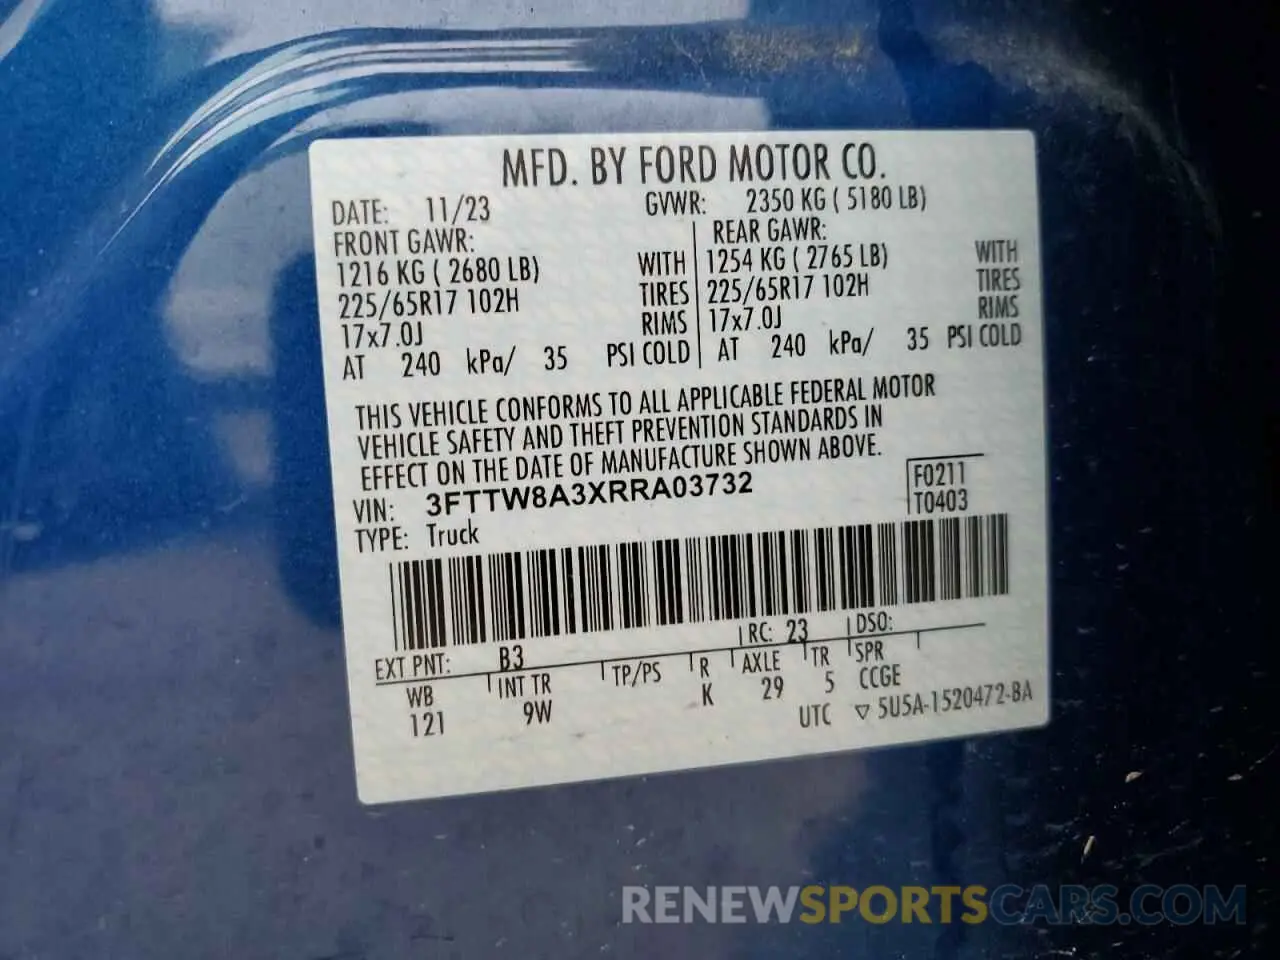 MFD. BY FORD MOTOR CO.
DATE: 11/23 GVWR: 2350 KG ( 5180 LB)
FRONT GAWR: REAR GAWR:
1216 KG ( 2680 LB) WITH 1254 KG ( 2765 LB) WITH
225/65R17 102H TIRES 225/65R17 102H TIRES
17x7.0J RIMS 17x7.0J RIMS
AT 240 kPa/ 35 PSI COLD AT 240 kPa/ 35 PSI COLD
THIS VEHICLE CONFORMS TO ALL APPLICABLE FEDERAL MOTOR
VEHICLE SAFETY AND THEFT PREVENTION STANDARDS IN
EFFECT ON THE DATE OF MANUFACTURE SHOWN ABOVE.
VIN: 3FTTW8A3XRRA03732 F0211
TYPE: Truck T0403
EXT PNT: B3 RC: 23 DSO:
WB INT TR TP/PS R AXLE TR SPR
121 9W K 29 5 CCGE
UTC ▽ 5U5A-1520472-BA
RENEWSPORTSCARS.COM